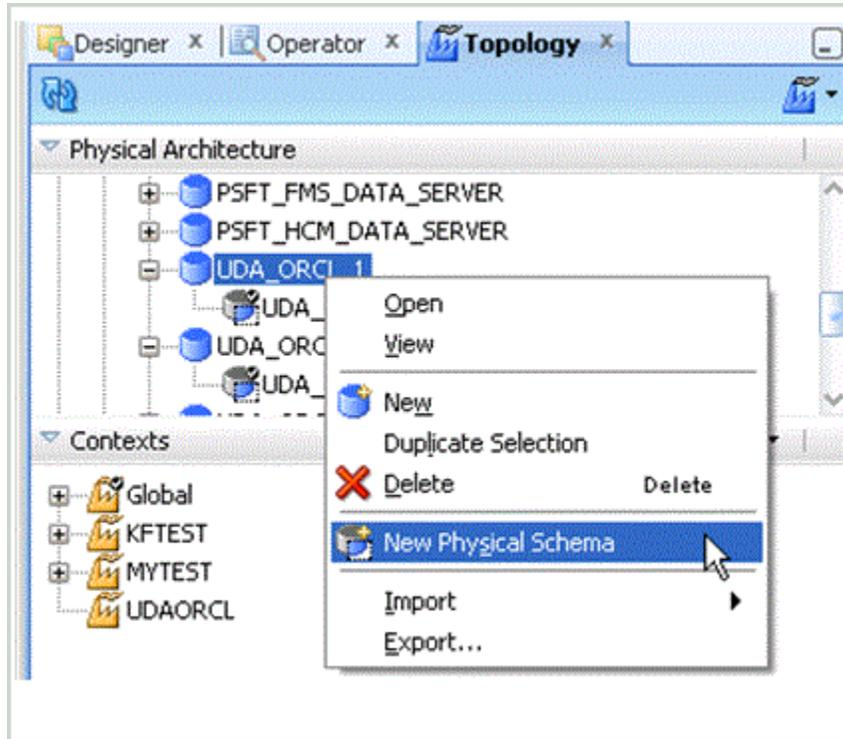 Designer x Operator x Topology x
Physical Architecture
PSFT_FMS_DATA_SERVER
PSFT_HCM_DATA_SERVER
UDA_ORCL_1
UDA_
UDA_ORC
UDA_
Open
View
New
Duplicate Selection
Delete Delete
New Physical Schema
Import
Export...
Contexts
Global
KFTEST
MYTEST
UDAORCL